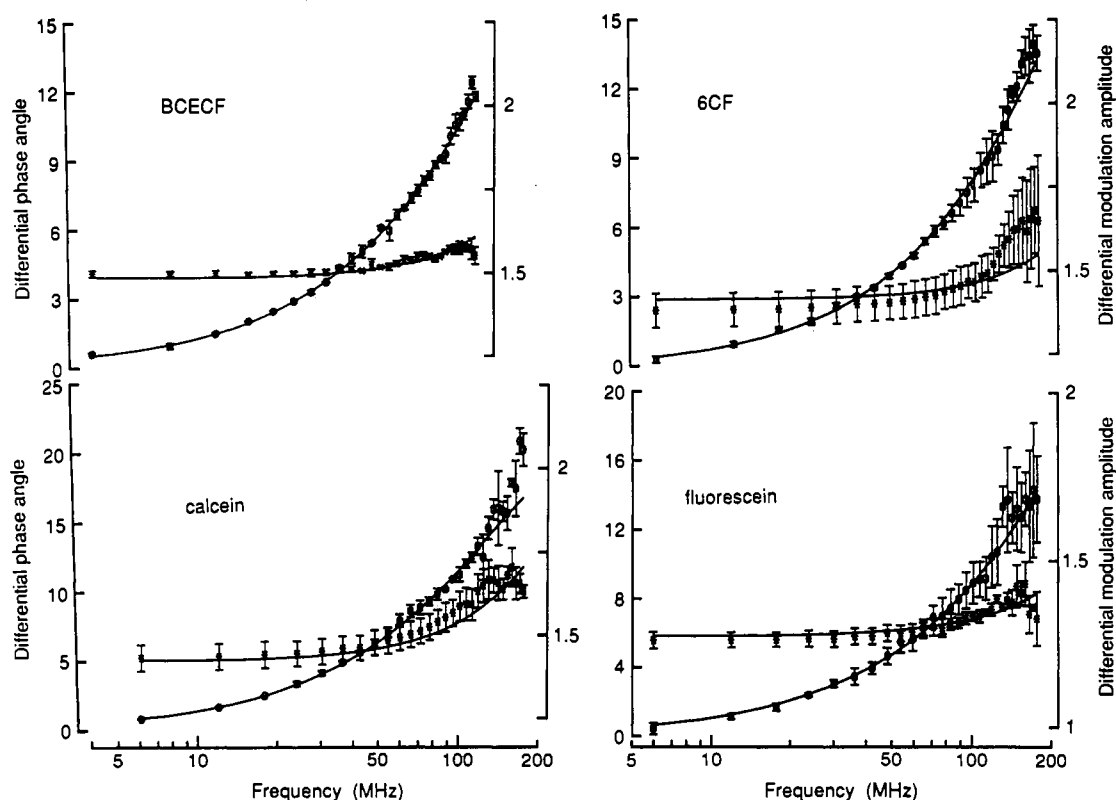 15
12
9
6
3
0
Differential phase angle
BCECF
2
1.5
15
12
9
6
3
0
6CF
2
1.5
Differential modulation amplitude
25
20
15
10
5
0
Differential phase angle
calcein
2
1.5
5 10 50 100 200
Frequency (MHz)
20
16
12
8
4
0
fluorescein
2
1.5
1
Differential modulation amplitude
5 10 50 100 200
Frequency (MHz)